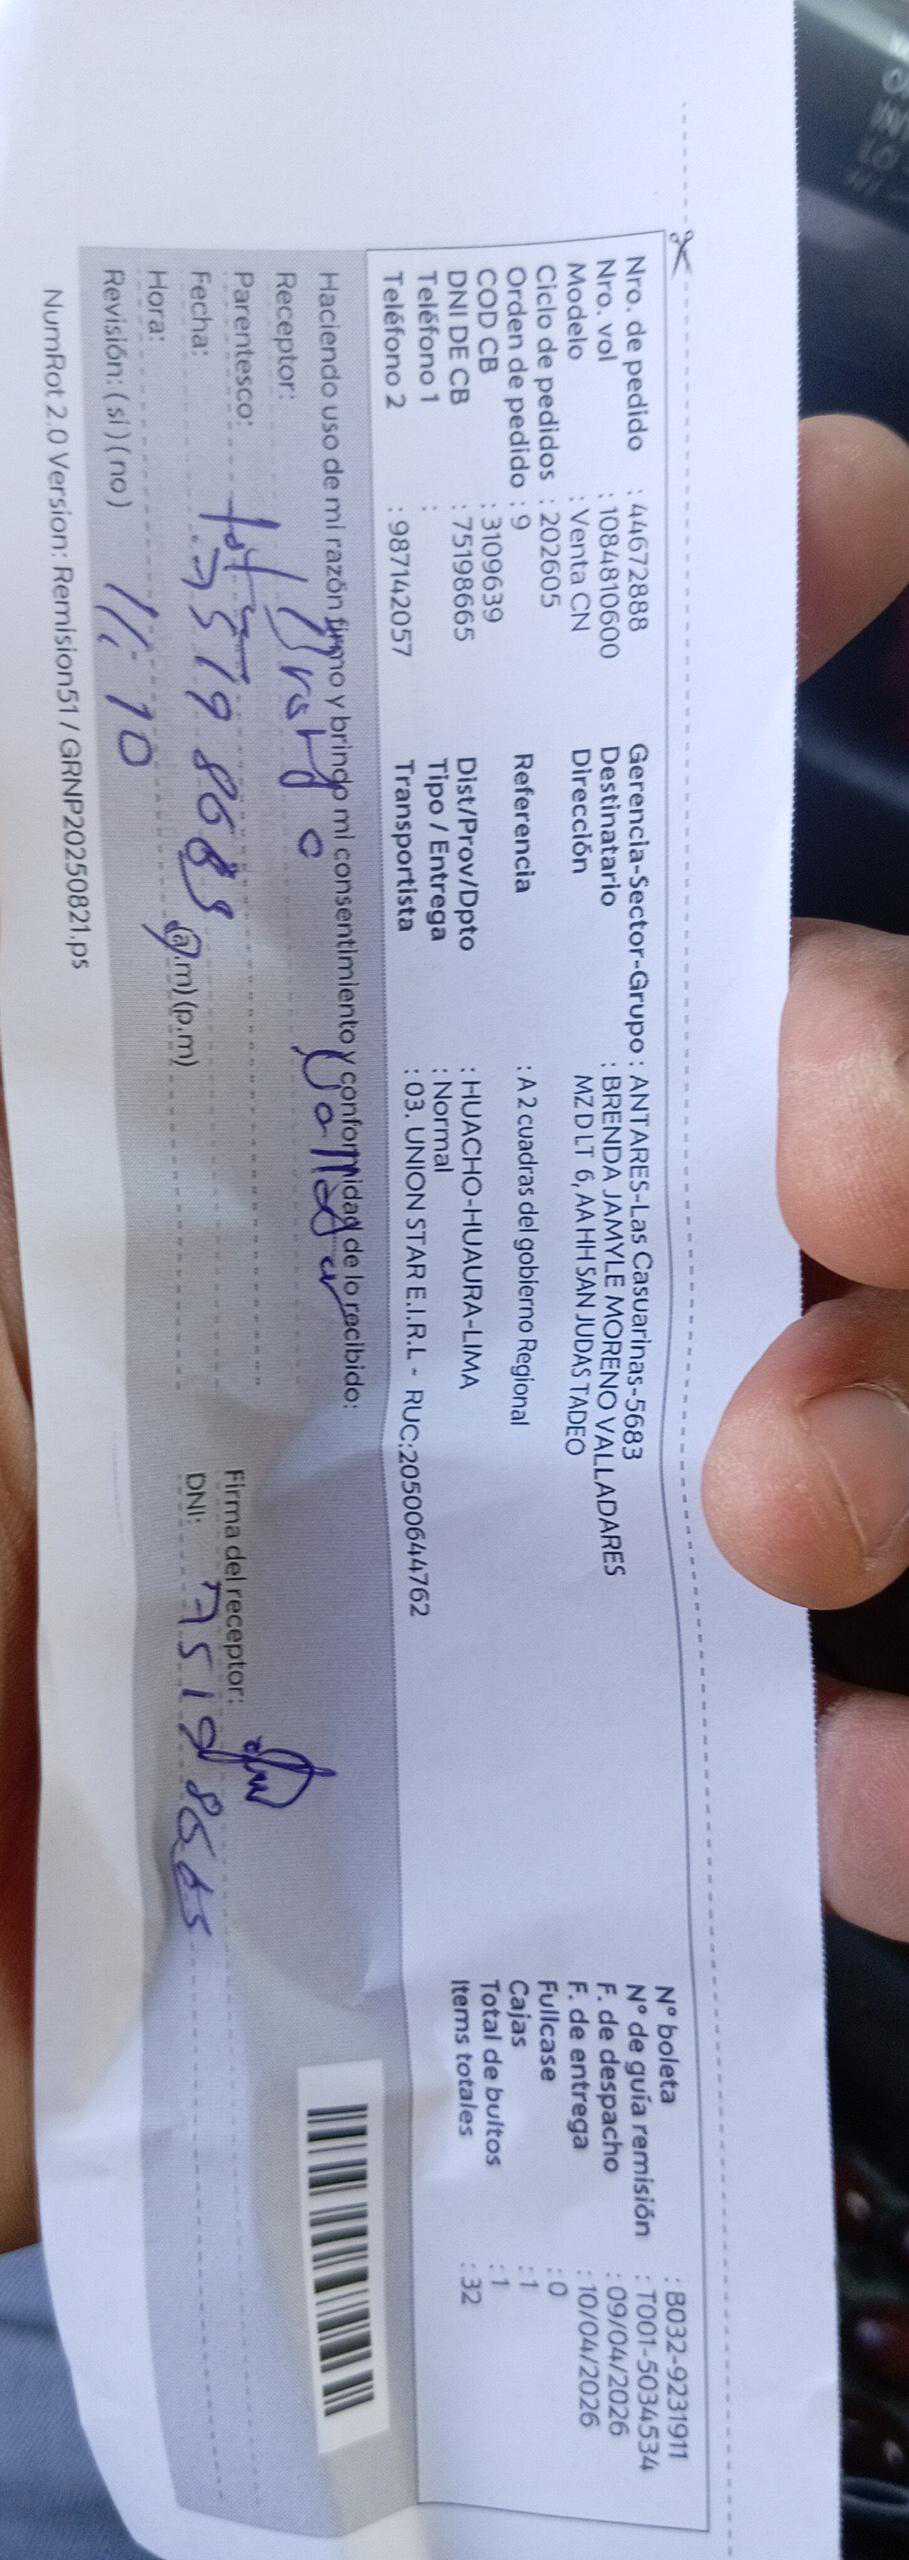 Nro. de pedido : 44672888
Nro. vol : 1084810600
Modelo : Venta CN
Ciclo de pedidos : 202605
Orden de pedido : 9
COD CB : 3109639
DNI DE CB : 75198665
Teléfono 1 :
Teléfono 2 : 987142057
Gerencia-Sector-Grupo : ANTARES-Las Casuarinas-5683
Destinatario : BRENDA JAMYLE MORENO VALLADARES
Dirección MZ D LT 6, AA HH SAN JUDAS TADEO
Referencia : A 2 cuadras del gobierno Regional
Dist/Prov/Dpto : HUACHO-HUAURA-LIMA
Tipo / Entrega : Normal
Transportista : 03. UNION STAR E.I.R.L - RUC:20500644762
N° boleta : B032-9231911
N° de guía remisión : T001-5034534
F. de despacho : 09/04/2026
F. de entrega : 10/04/2026
Fullcase : 0
Cajas : 1
Total de bultos : 1
Items totales : 32
Haciendo uso de mi razón firmo y brindo mi consentimiento y conformidad de lo recibido:
Receptor:
Parentesco:
Firma del receptor:
Fecha:
DNI: 75198665
Hora: (a.m) (p.m)
Revisión: (si) (no) 11:10
NumRot 2.0 Version: Remision51 / GRNP20250821.ps